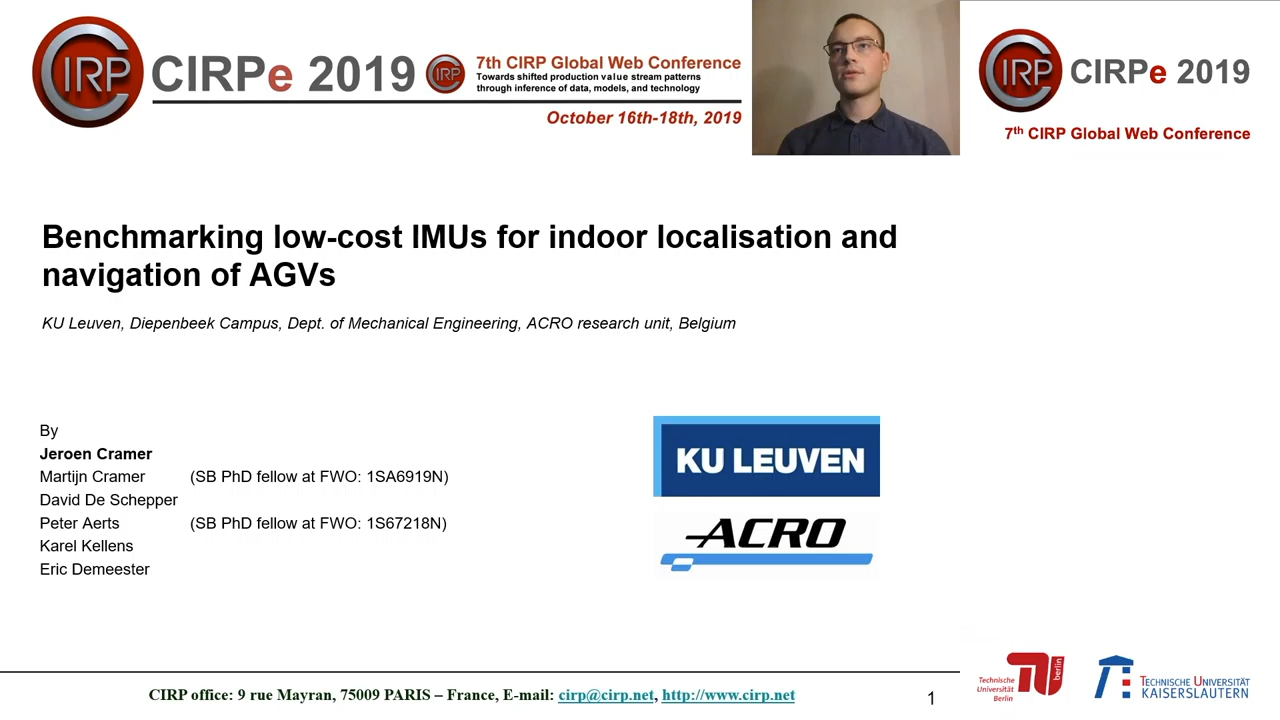 CIRP
CIRPe 2019
CIRP
7th CIRP Global Web Conference
Towards shifted production value stream patterns
through inference of data, models, and technology
October 16th-18th, 2019
CIRP
CIRPe 2019
7th CIRP Global Web Conference
Benchmarking low-cost IMUs for indoor localisation and
navigation of AGVs
KU Leuven, Diepenbeek Campus, Dept. of Mechanical Engineering, ACRO research unit, Belgium
By
Jeroen Cramer
Martijn Cramer (SB PhD fellow at FWO: 1SA6919N)
David De Schepper
Peter Aerts (SB PhD fellow at FWO: 1S67218N)
Karel Kellens
Eric Demeester
KU LEUVEN
ACRO
CIRP office: 9 rue Mayran, 75009 PARIS – France, E-mail: cirp@cirp.net, http://www.cirp.net
1
Technische
Universität
Berlin
berlin
TECHNISCHE UNIVERSITÄT
KAISERSLAUTERN